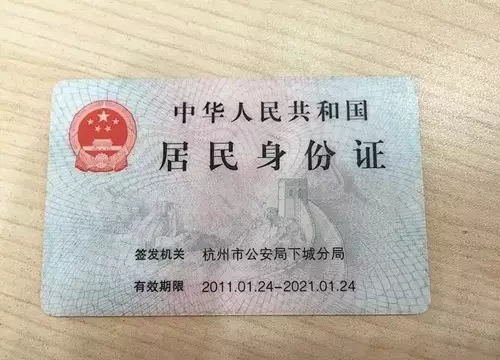 中华人民共和国
居民身份证
签发机关 杭州市公安局下城分局
有效期限 2011.01.24-2021.01.24